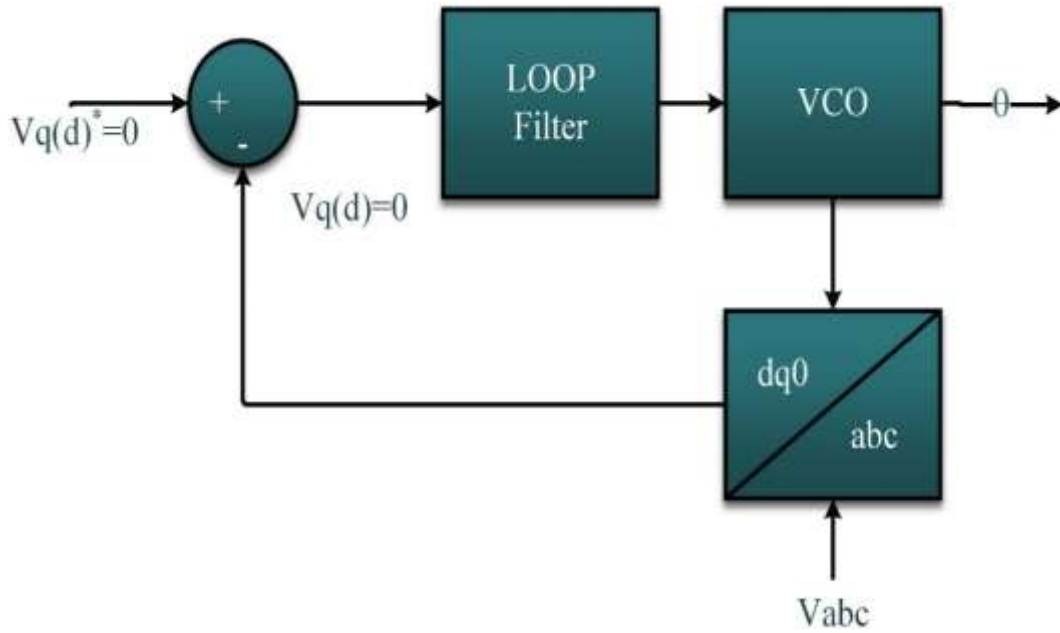 Vq(d)*=0
+
-
Vq(d)=0
LOOP
Filter
VCO
θ
dq0
abc
Vabc